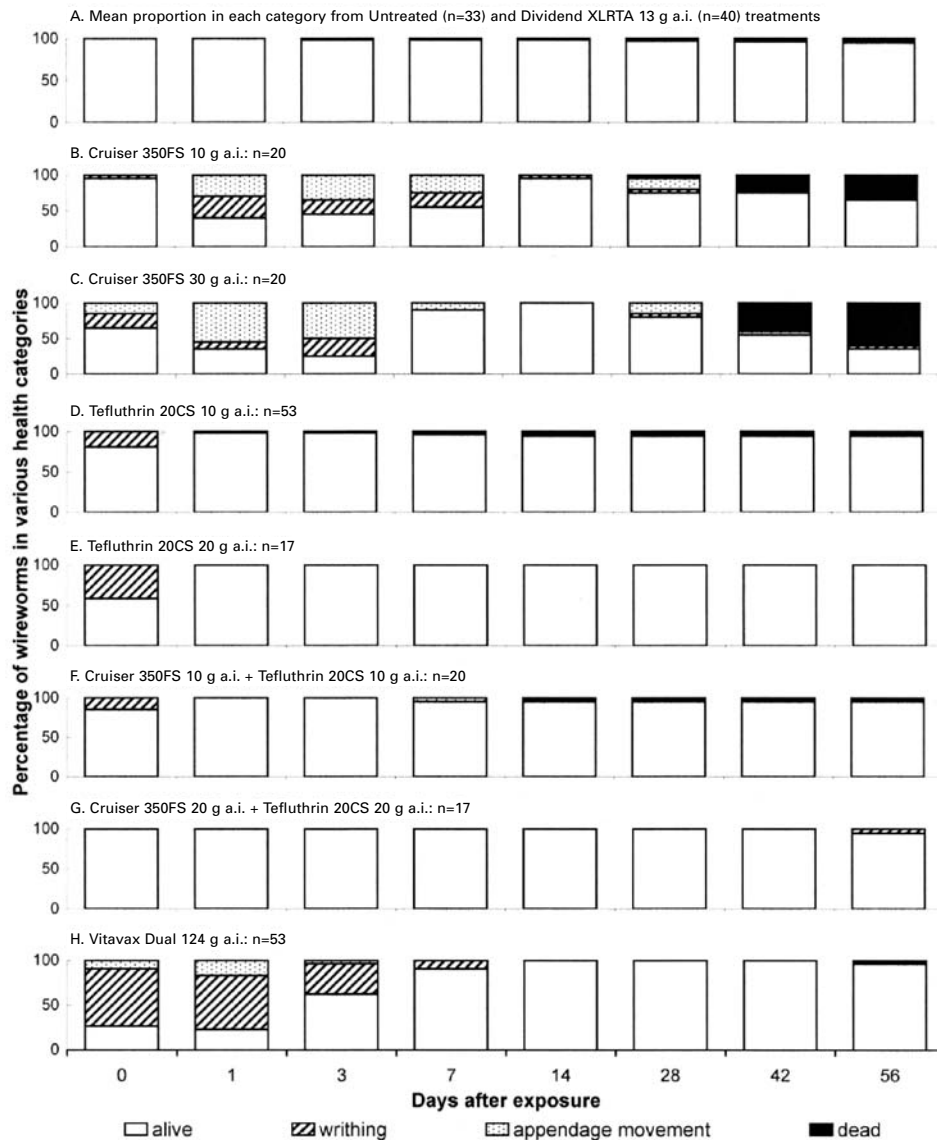 A. Mean proportion in each category from Untreated (n=33) and Dividend XLRTA 13 g a.i. (n=40) treatments
100
50
0
B. Cruiser 350FS 10 g a.i.: n=20
100
50
0
C. Cruiser 350FS 30 g a.i.: n=20
100
50
0
D. Tefluthrin 20CS 10 g a.i.: n=53
100
50
0
E. Tefluthrin 20CS 20 g a.i.: n=17
100
50
0
F. Cruiser 350FS 10 g a.i. + Tefluthrin 20CS 10 g a.i.: n=20
100
50
0
G. Cruiser 350FS 20 g a.i. + Tefluthrin 20CS 20 g a.i.: n=17
100
50
0
H. Vitavax Dual 124 g a.i.: n=53
100
50
0
Percentage of wireworms in various health categories
0 1 3 7 14 28 42 56
Days after exposure
alive writhing appendage movement dead